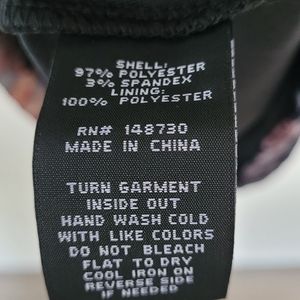 SHELL:
97% POLYESTER
3% SPANDEX
LINING:
100% POLYESTER
RN# 148730
MADE IN CHINA
TURN GARMENT
INSIDE OUT
HAND WASH COLD
WITH LIKE COLORS
DO NOT BLEACH
FLAT TO DRY
COOL IRON ON
REVERSE SIDE
IF NEEDED